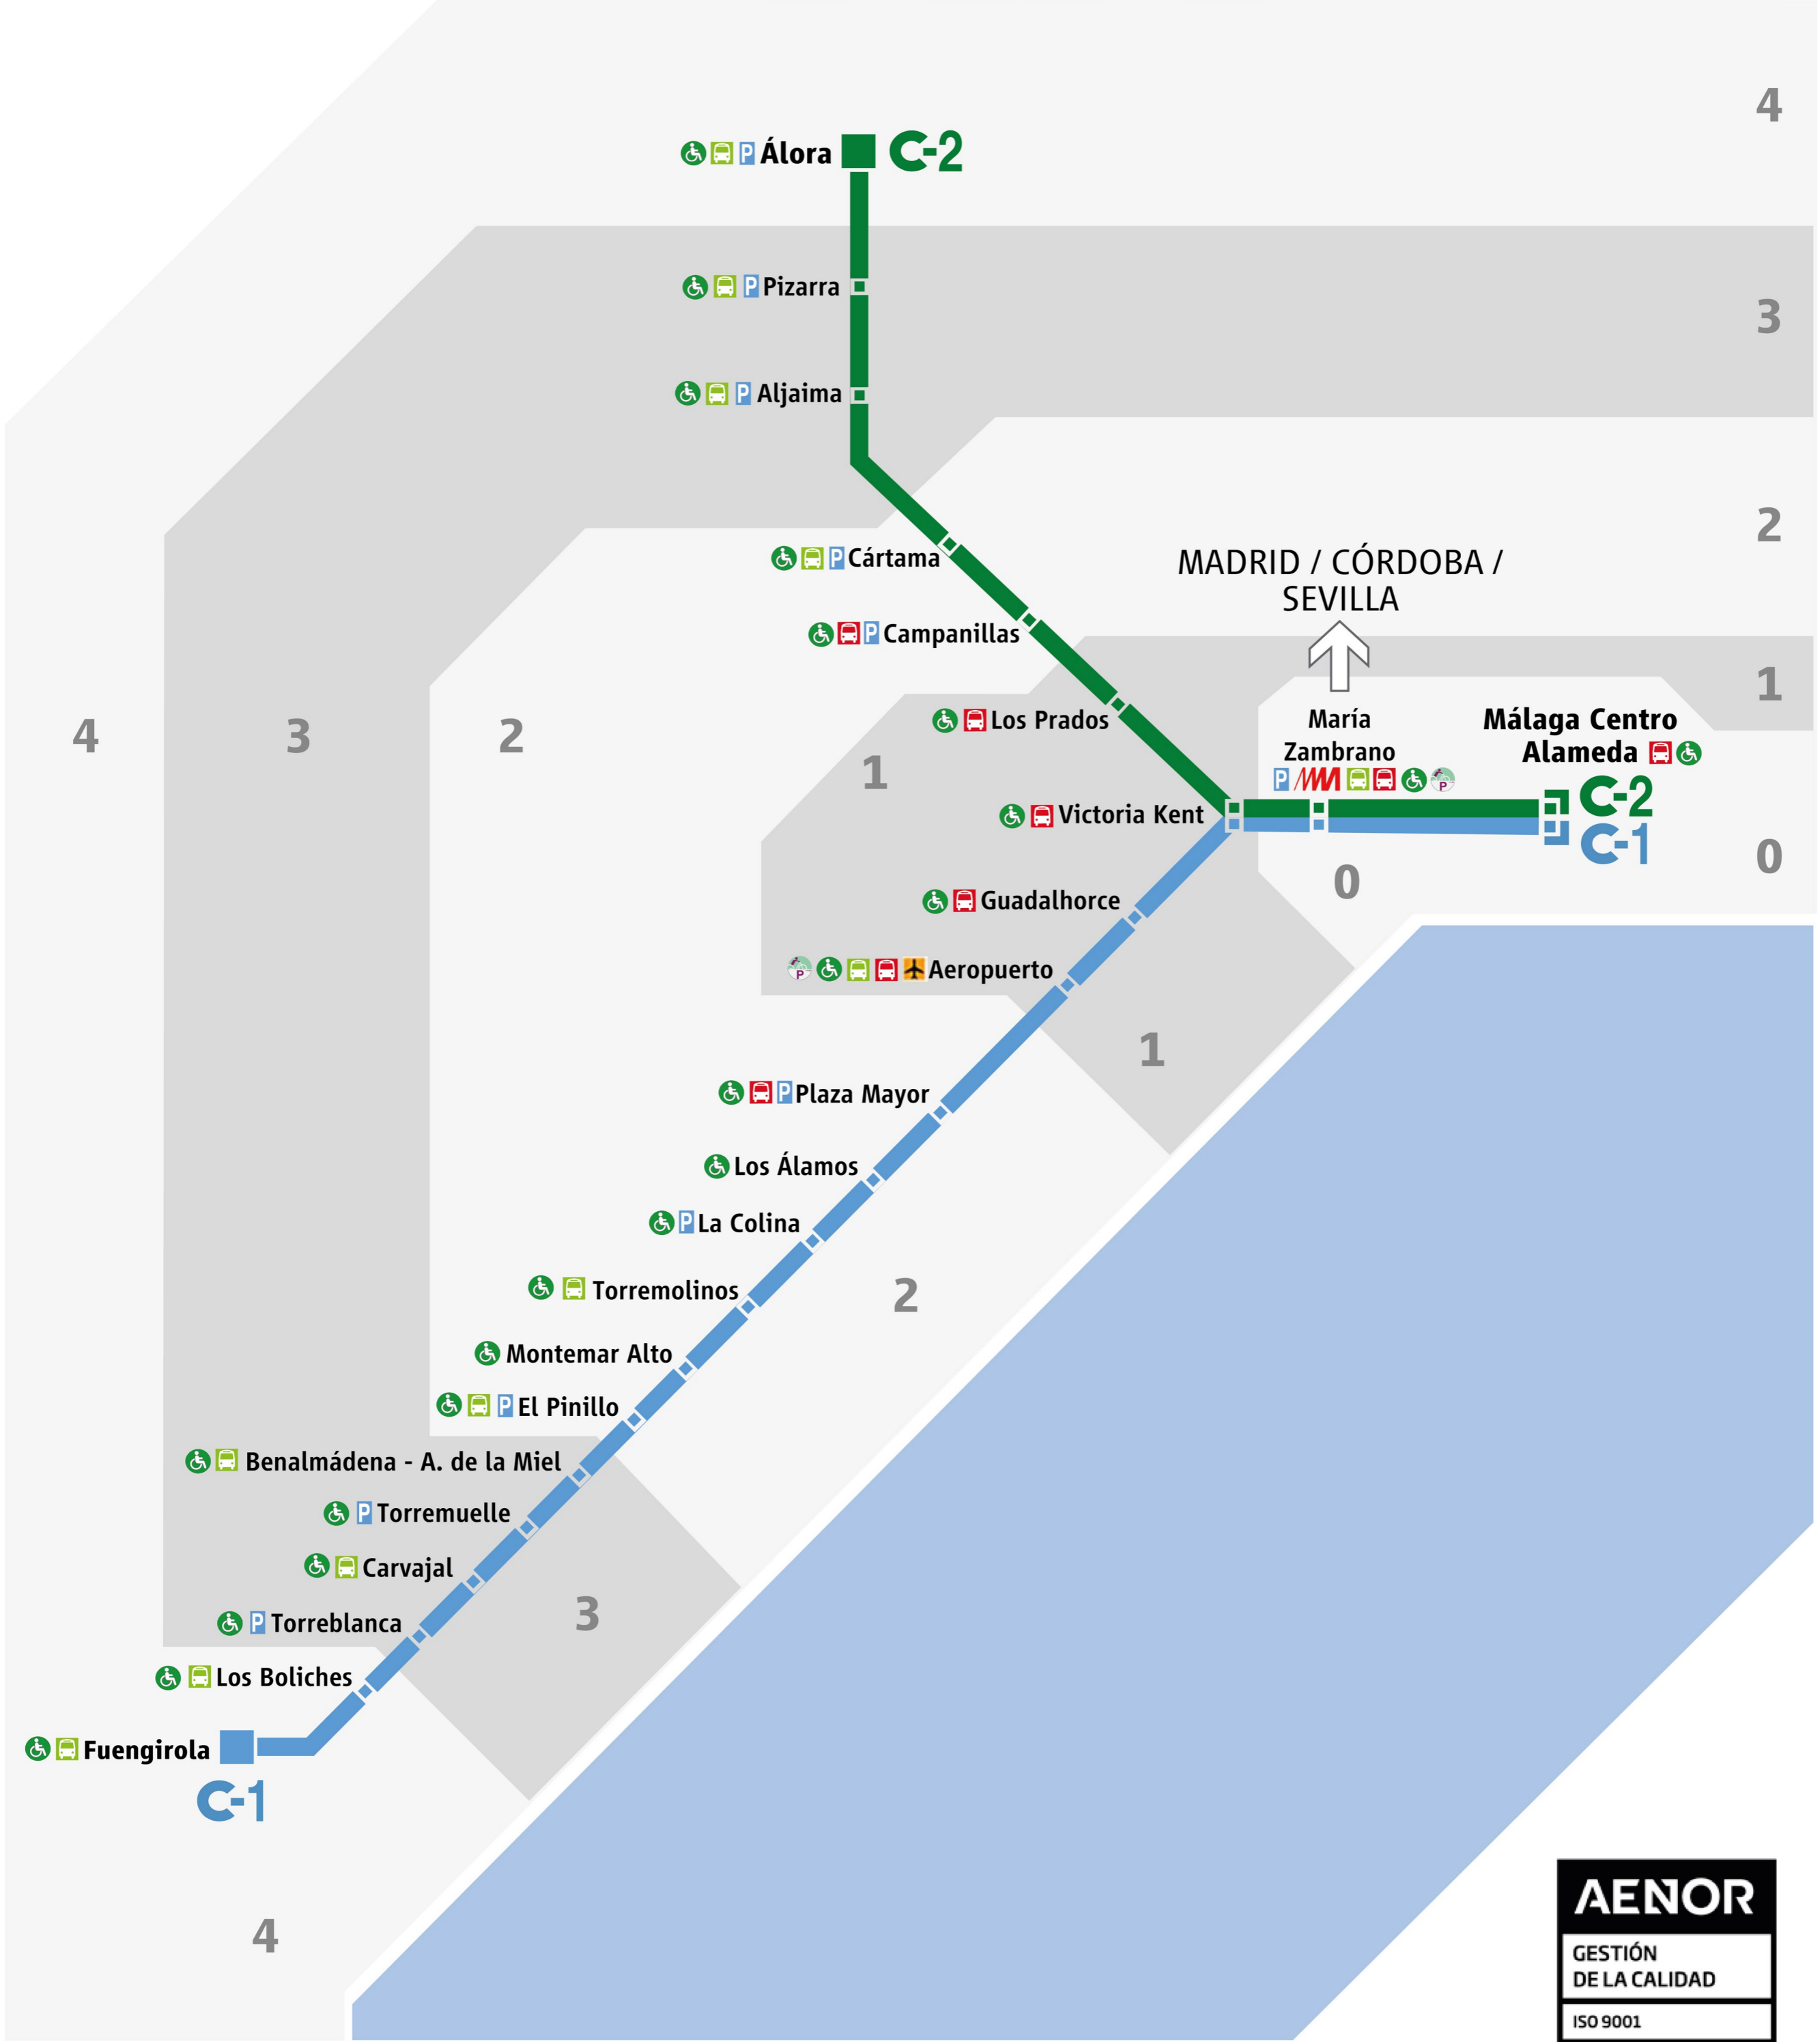 4
Álora C-2
Pizarra
3
Aljaima
2
Cártama
MADRID / CÓRDOBA /
SEVILLA
Campanillas
1
Los Prados
María
Zambrano
Málaga Centro
Alameda
4
3
2
1
C-2
Victoria Kent
C-1
0
0
Guadalhorce
Aeropuerto
1
Plaza Mayor
Los Álamos
La Colina
Torremolinos
2
Montemar Alto
El Pinillo
Benalmádena - A. de la Miel
Torremuelle
Carvajal
3
Torreblanca
Los Boliches
Fuengirola
C-1
4
AENOR
GESTIÓN
DE LA CALIDAD
ISO 9001